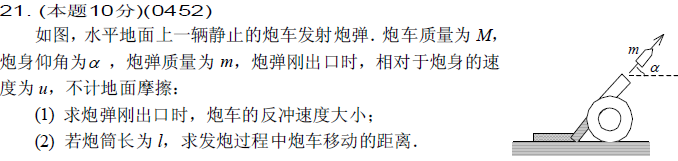 21. (本题10分)(0452)
如图，水平地面上一辆静止的炮车发射炮弹．炮车质量为 M，
炮身仰角为α ，炮弹质量为 m，炮弹刚出口时，相对于炮身的速
度为 u，不计地面摩擦：
(1) 求炮弹刚出口时，炮车的反冲速度大小；
(2) 若炮筒长为 l，求发炮过程中炮车移动的距离．
m
α